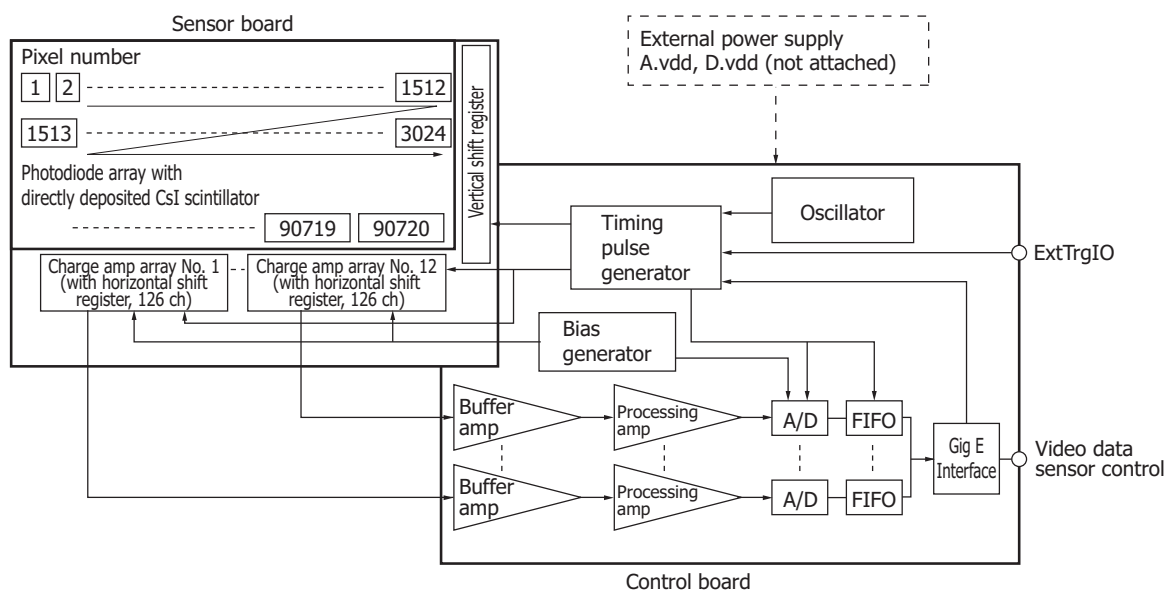 Sensor board
Pixel number
1 2 1512
1513 3024
Photodiode array with
directly deposited CsI scintillator
90719 90720
Vertical shift register
Charge amp array No. 1
(with horizontal shift
register, 126 ch)
Charge amp array No. 12
(with horizontal shift
register, 126 ch)
External power supply
A.vdd, D.vdd (not attached)
Timing
pulse
generator
Oscillator
ExtTrgIO
Bias
generator
Buffer
amp
Processing
amp
A/D
FIFO
Buffer
amp
Processing
amp
A/D
FIFO
Gig E
Interface
Video data
sensor control
Control board